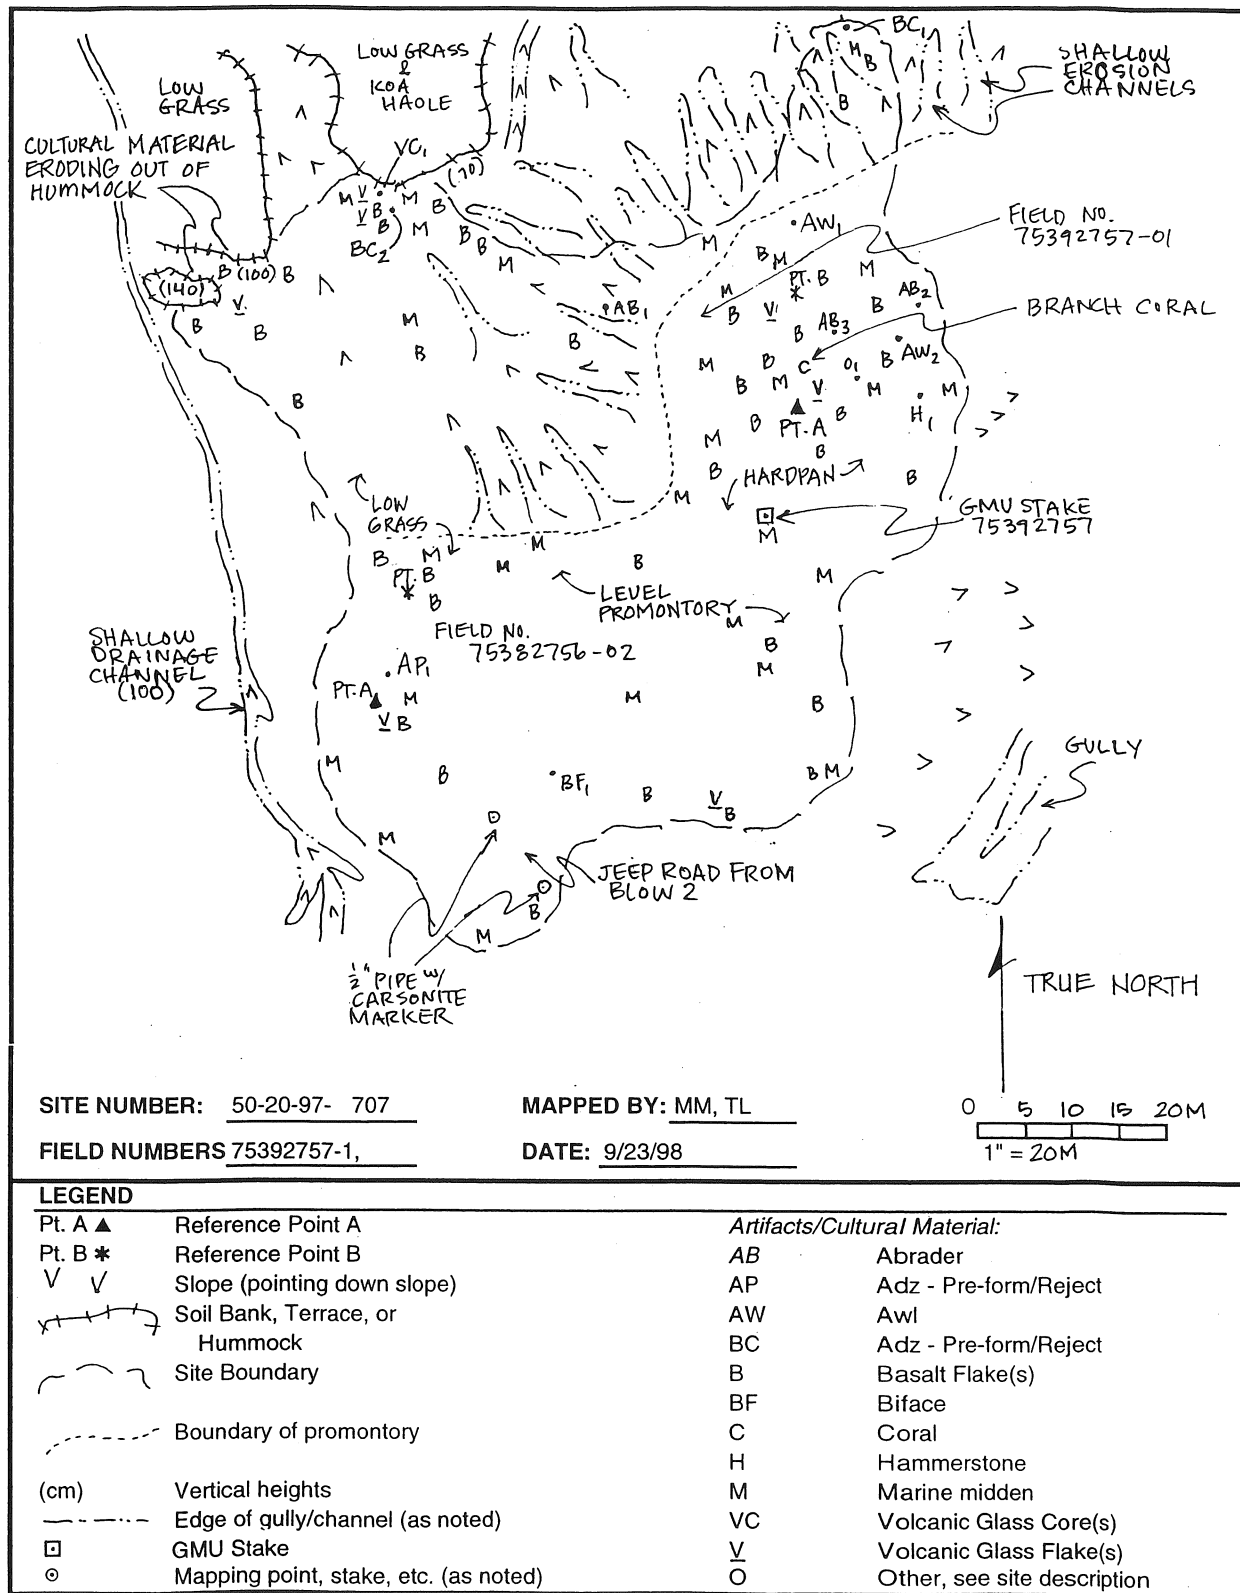 BC1
LOW GRASS
&
KOA
HAOLE
SHALLOW
EROSION
CHANNELS
LOW
GRASS
CULTURAL MATERIAL
ERODING OUT OF
HUMMOCK
VC1
(70)
M V B M B
V B M
BC2
B B M
H B
B
AW1
FIELD NO.
75392757-01
B (100) B
(140)
V
B B
M
B
B
AB1
B
M
B M
PT. B
M
M B V1 B
AB2
B AB3
BRANCH CORAL
M B C O1 B AW2
B M V M M
PT. A B H1
B
M B
B
HARDPAN
B
M
GMU STAKE
75392757
M
LOW
GRASS
B M M
PT. B
B
M B
M
LEVEL
PROMONTORY
M
B
M
FIELD NO.
75382756-02
SHALLOW
DRAINAGE
CHANNEL
(100)
AP1
PT. A M
V B
M B
M B BF1 B V B B M
GULLY
M
JEEP ROAD FROM
BLOW 2
B
M
1/2" PIPE W/
CARSONITE
MARKER
TRUE NORTH
SITE NUMBER: 50-20-97- 707 MAPPED BY: MM, TL
0 5 10 15 20M
FIELD NUMBERS 75392757-1, DATE: 9/23/98
1" = 20M
LEGEND
Pt. A ▲ Reference Point A
Artifacts/Cultural Material:
Pt. B * Reference Point B
AB Abrader
V V Slope (pointing down slope)
AP Adz - Pre-form/Reject
Soil Bank, Terrace, or
Hummock
AW Awl
BC Adz - Pre-form/Reject
Site Boundary
B Basalt Flake(s)
BF Biface
Boundary of promontory
C Coral
H Hammerstone
(cm) Vertical heights
M Marine midden
Edge of gully/channel (as noted)
VC Volcanic Glass Core(s)
GMU Stake
V Volcanic Glass Flake(s)
Mapping point, stake, etc. (as noted)
O Other, see site description